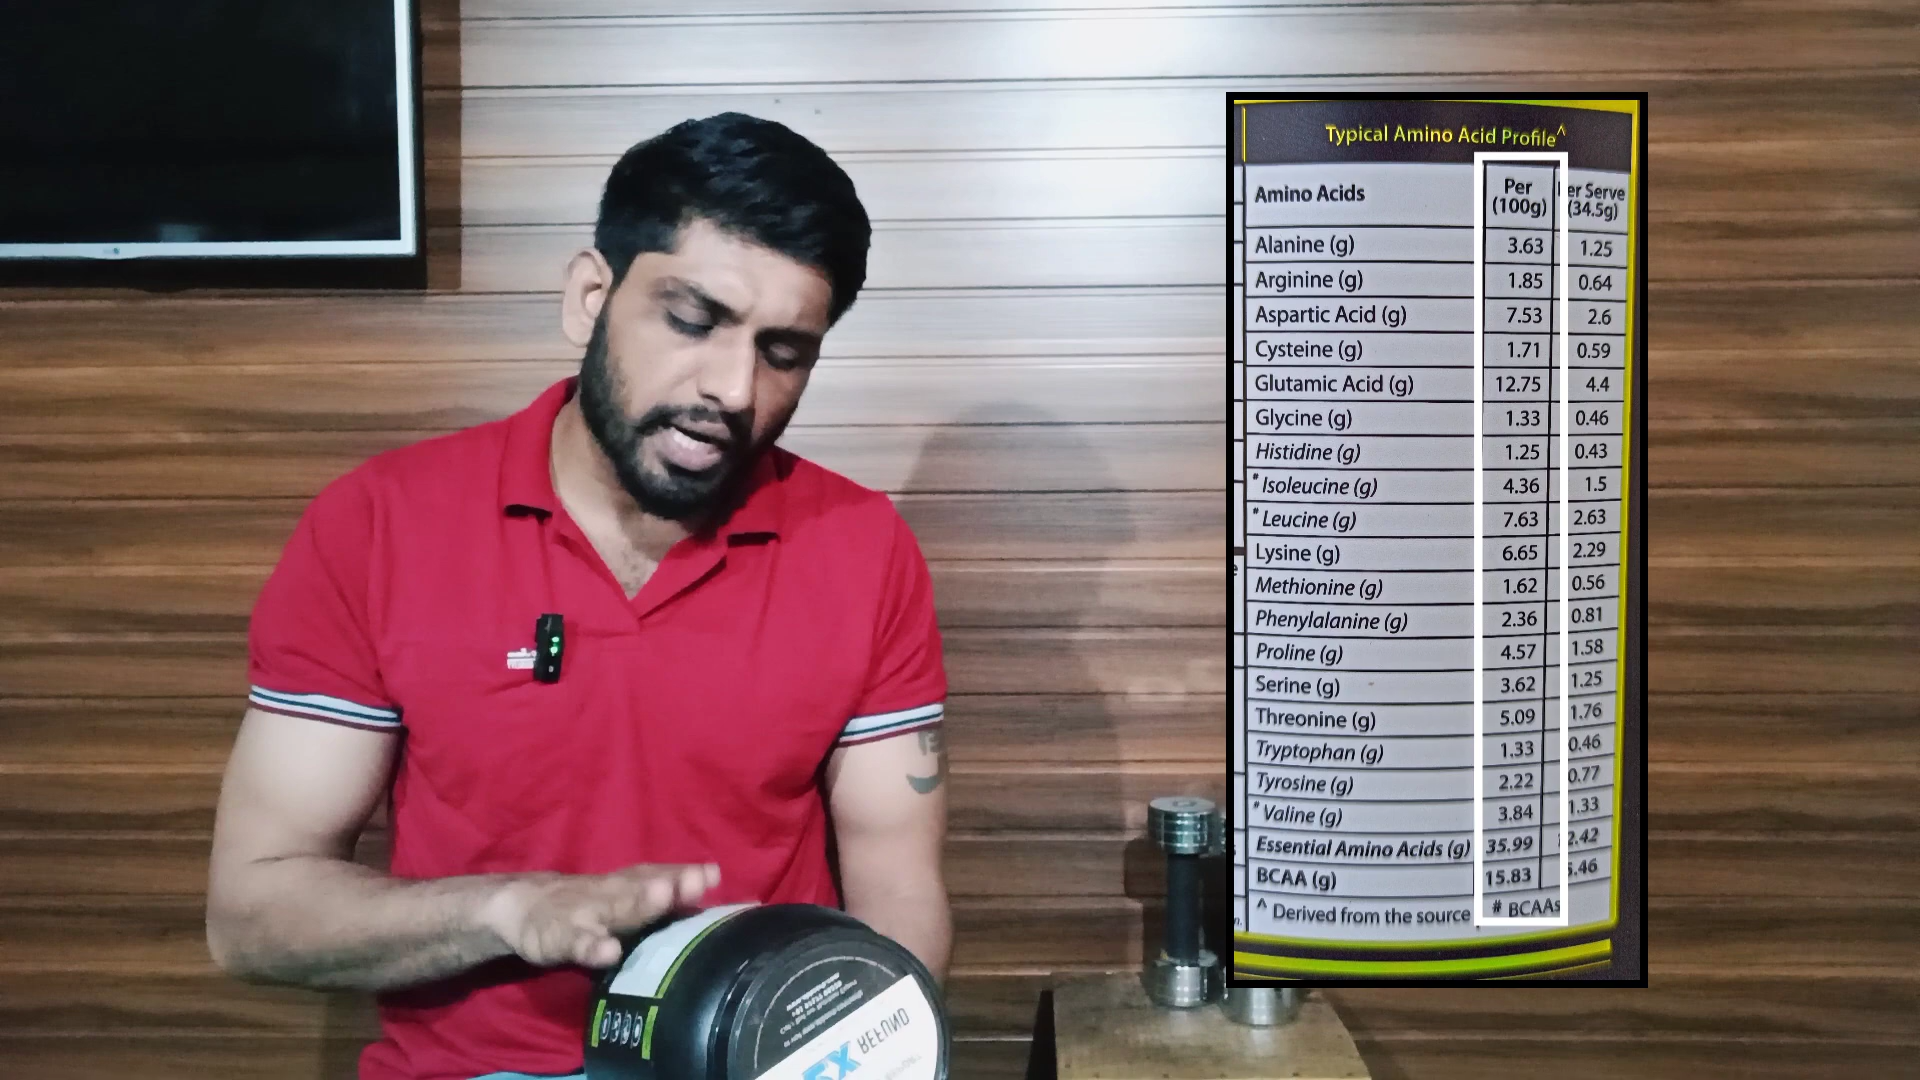 Typical Amino Acid Profile^
Amino Acids Per (100g) er Serve (34.5g)
Alanine (g) 3.63 1.25
Arginine (g) 1.85 0.64
Aspartic Acid (g) 7.53 2.6
Cysteine (g) 1.71 0.59
Glutamic Acid (g) 12.75 4.4
Glycine (g) 1.33 0.46
Histidine (g) 1.25 0.43
# Isoleucine (g) 4.36 1.5
# Leucine (g) 7.63 2.63
Lysine (g) 6.65 2.29
Methionine (g) 1.62 0.56
Phenylalanine (g) 2.36 0.81
Proline (g) 4.57 1.58
Serine (g) 3.62 1.25
Threonine (g) 5.09 1.76
Tryptophan (g) 1.33 0.46
Tyrosine (g) 2.22 0.77
# Valine (g) 3.84 1.33
Essential Amino Acids (g) 35.99 2.42
BCAA (g) 15.83 5.46
^ Derived from the source # BCAAs
5X REFUND